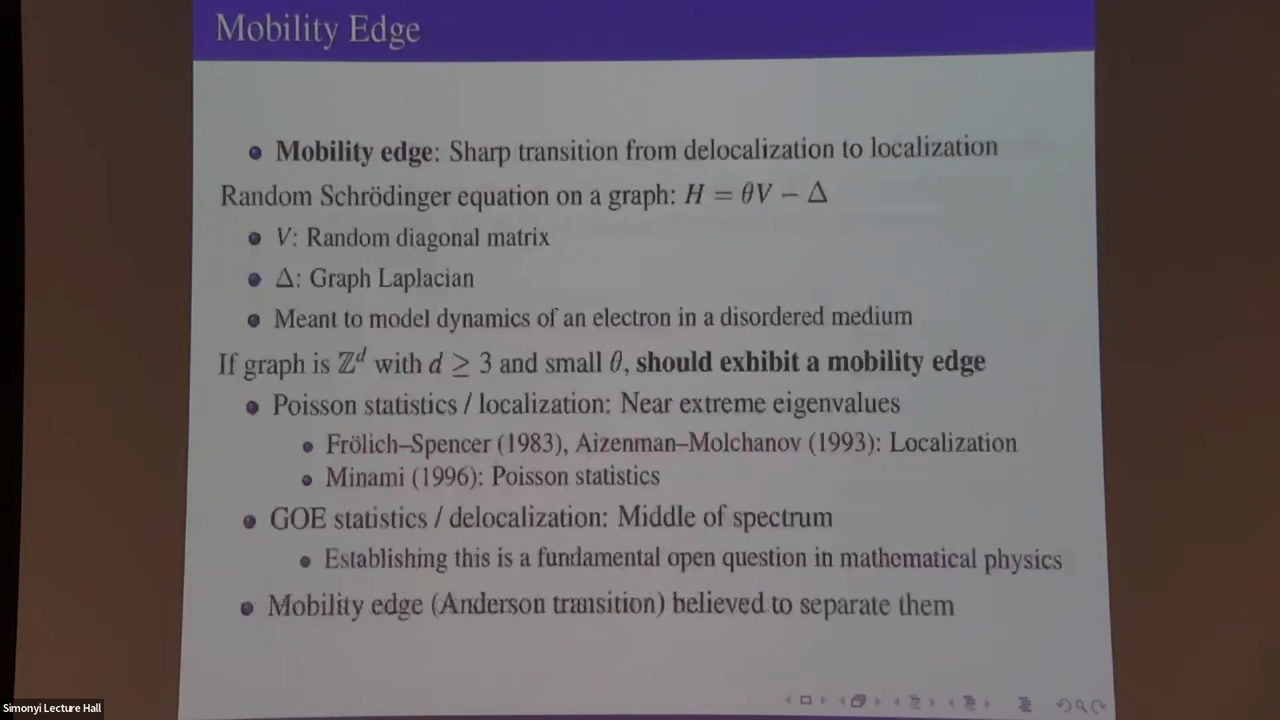 Mobility Edge
Mobility edge: Sharp transition from delocalization to localization
Random Schrödinger equation on a graph: H = θV − Δ
V: Random diagonal matrix
Δ: Graph Laplacian
Meant to model dynamics of an electron in a disordered medium
If graph is ℤᵈ with d ≥ 3 and small θ, should exhibit a mobility edge
Poisson statistics / localization: Near extreme eigenvalues
Frölich–Spencer (1983), Aizenman–Molchanov (1993): Localization
Minami (1996): Poisson statistics
GOE statistics / delocalization: Middle of spectrum
Establishing this is a fundamental open question in mathematical physics
Mobility edge (Anderson transition) believed to separate them
Simonyi Lecture Hall